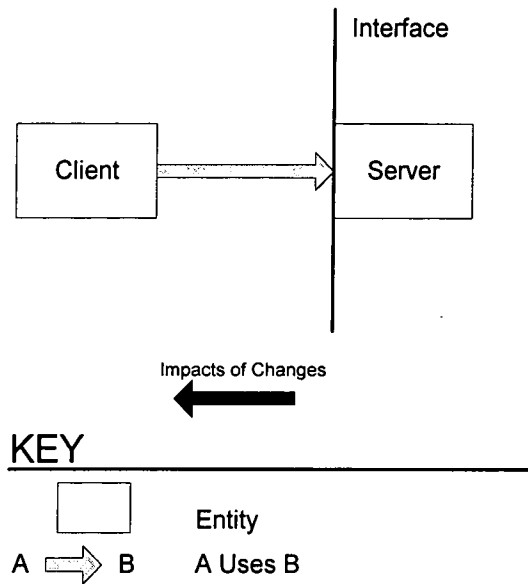 Interface
Client
Server
Impacts of Changes
KEY
Entity
A B A Uses B